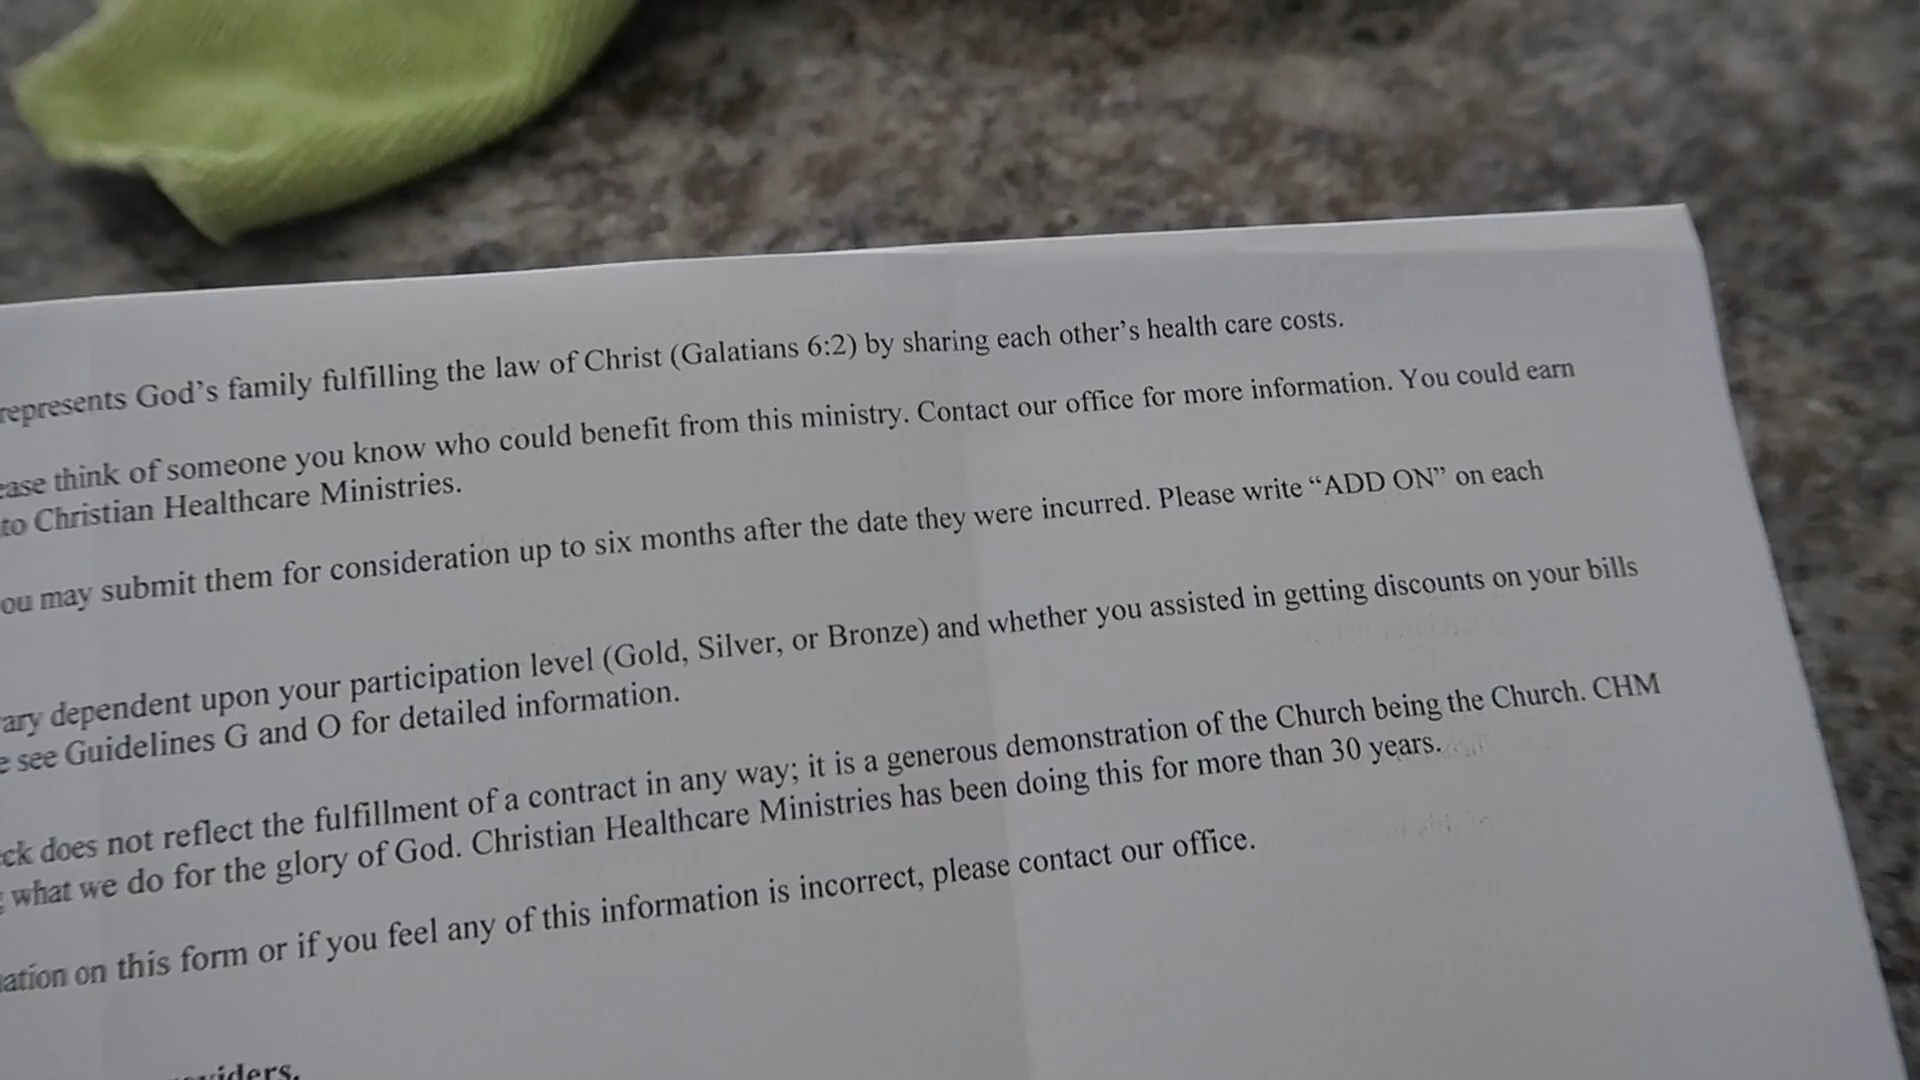 represents God's family fulfilling the law of Christ (Galatians 6:2) by sharing each other's health care costs.
ease think of someone you know who could benefit from this ministry. Contact our office for more information. You could earn
to Christian Healthcare Ministries.
ou may submit them for consideration up to six months after the date they were incurred. Please write “ADD ON” on each
ary dependent upon your participation level (Gold, Silver, or Bronze) and whether you assisted in getting discounts on your bills
e see Guidelines G and O for detailed information.
ck does not reflect the fulfillment of a contract in any way; it is a generous demonstration of the Church being the Church. CHM
what we do for the glory of God. Christian Healthcare Ministries has been doing this for more than 30 years.
ation on this form or if you feel any of this information is incorrect, please contact our office.
viders.